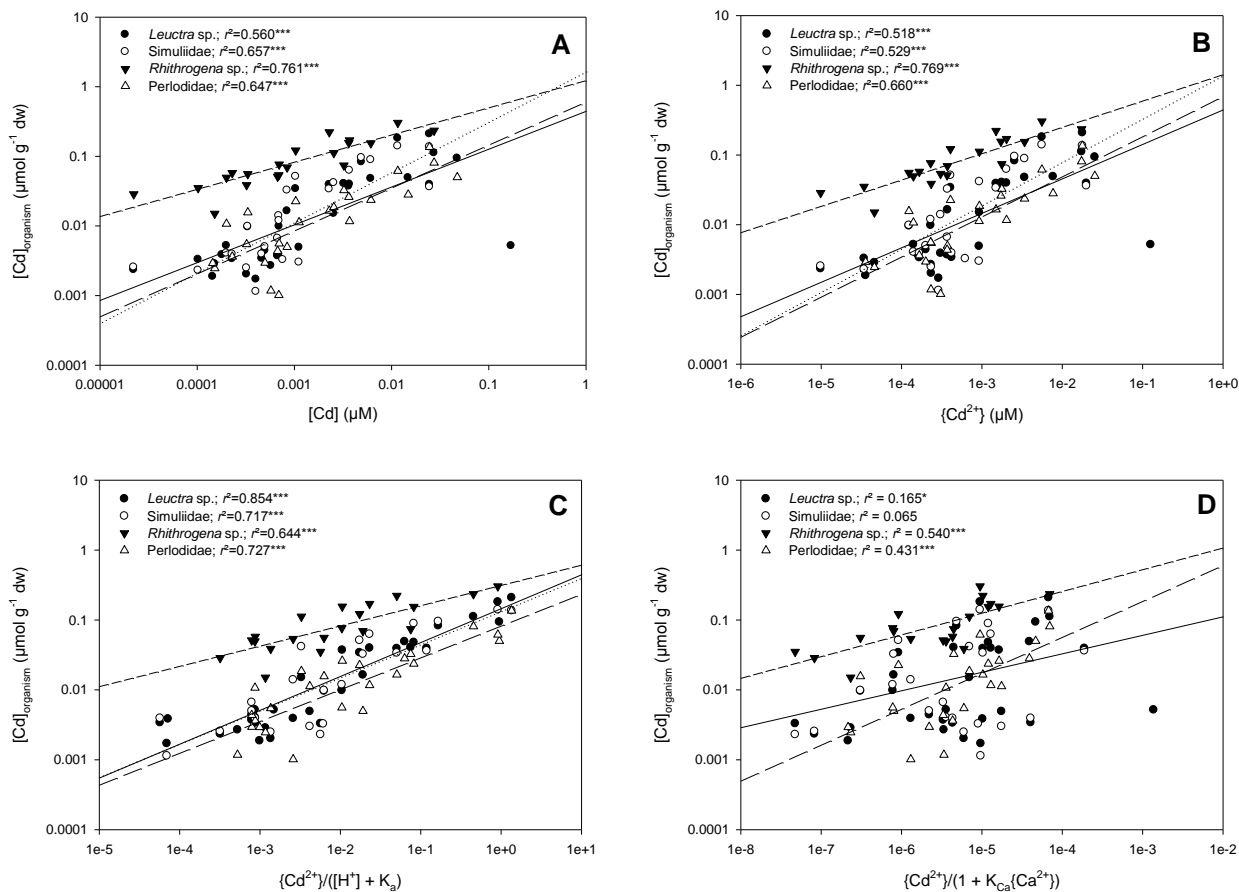 A
Leuctra sp.; r²=0.560***
Simuliidae; r²=0.657***
Rhithrogena sp.; r²=0.761***
Perlodidae; r²=0.647***
10
1
0.1
0.01
0.001
0.0001
[Cd]organism (µmol g⁻¹ dw)
0.00001 0.0001 0.001 0.01 0.1 1
[Cd] (µM)
B
Leuctra sp.; r²=0.518***
Simuliidae; r²=0.529***
Rhithrogena sp.; r²=0.769***
Perlodidae; r²=0.660***
10
1
0.1
0.01
0.001
0.0001
[Cd]organism (µmol g⁻¹ dw)
1e-6 1e-5 1e-4 1e-3 1e-2 1e-1 1e+0
{Cd²⁺} (µM)
C
Leuctra sp.; r²=0.854***
Simuliidae; r²=0.717***
Rhithrogena sp.; r²=0.644***
Perlodidae; r²=0.727***
10
1
0.1
0.01
0.001
0.0001
[Cd]organism (µmol g⁻¹ dw)
1e-5 1e-4 1e-3 1e-2 1e-1 1e+0 1e+1
{Cd²⁺}/([H⁺] + Kₐ)
D
Leuctra sp.; r² = 0.165*
Simuliidae; r² = 0.065
Rhithrogena sp.; r² = 0.540***
Perlodidae; r² = 0.431***
10
1
0.1
0.01
0.001
0.0001
[Cd]organism (µmol g⁻¹ dw)
1e-8 1e-7 1e-6 1e-5 1e-4 1e-3 1e-2
{Cd²⁺}/(1 + KCa{Ca²⁺})